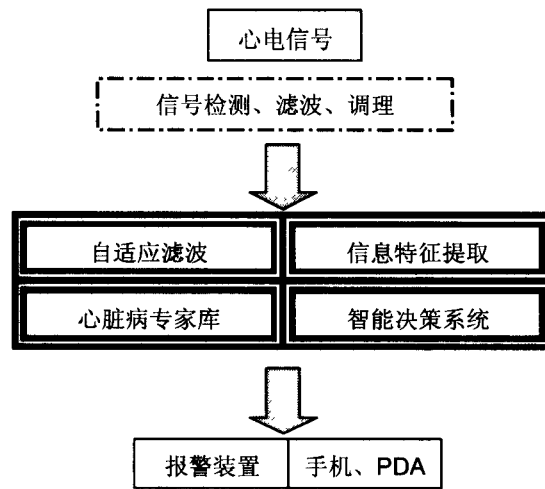 心电信号
信号检测、滤波、调理
自适应滤波
信息特征提取
心脏病专家库
智能决策系统
报警装置
手机、PDA